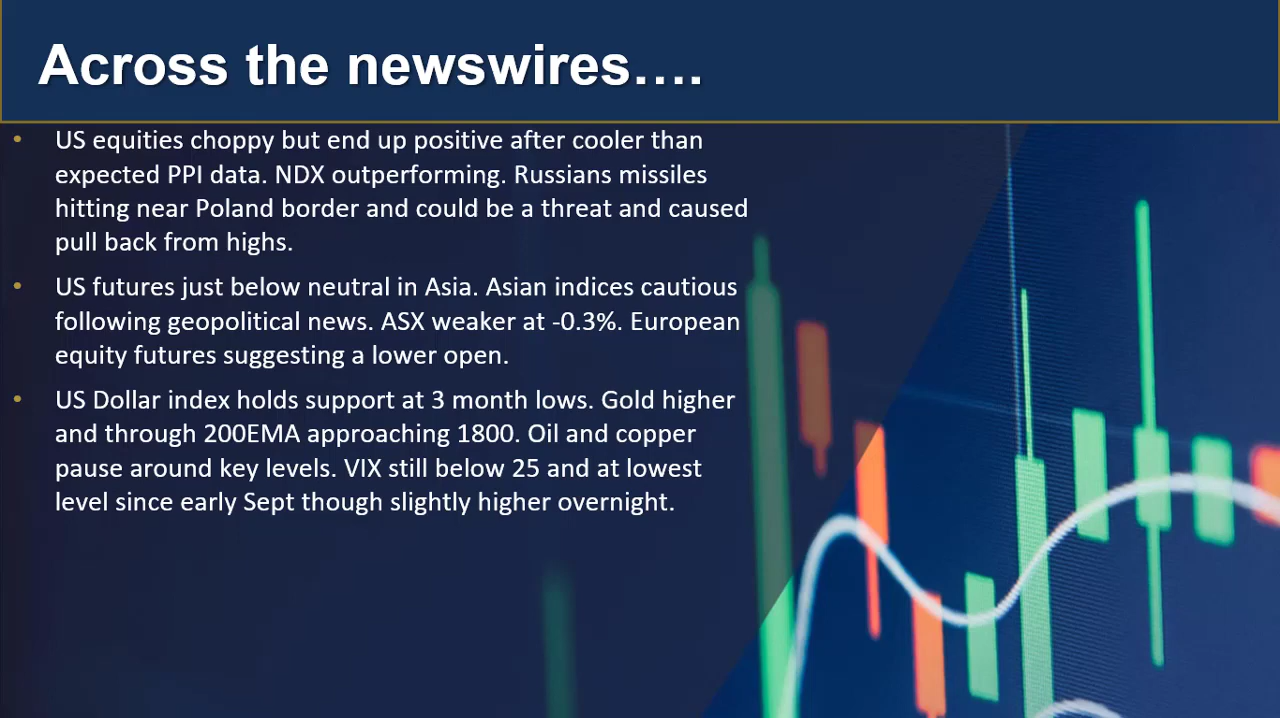 Across the newswires….
• US equities choppy but end up positive after cooler than
expected PPI data. NDX outperforming. Russians missiles
hitting near Poland border and could be a threat and caused
pull back from highs.
• US futures just below neutral in Asia. Asian indices cautious
following geopolitical news. ASX weaker at -0.3%. European
equity futures suggesting a lower open.
• US Dollar index holds support at 3 month lows. Gold higher
and through 200EMA approaching 1800. Oil and copper
pause around key levels. VIX still below 25 and at lowest
level since early Sept though slightly higher overnight.